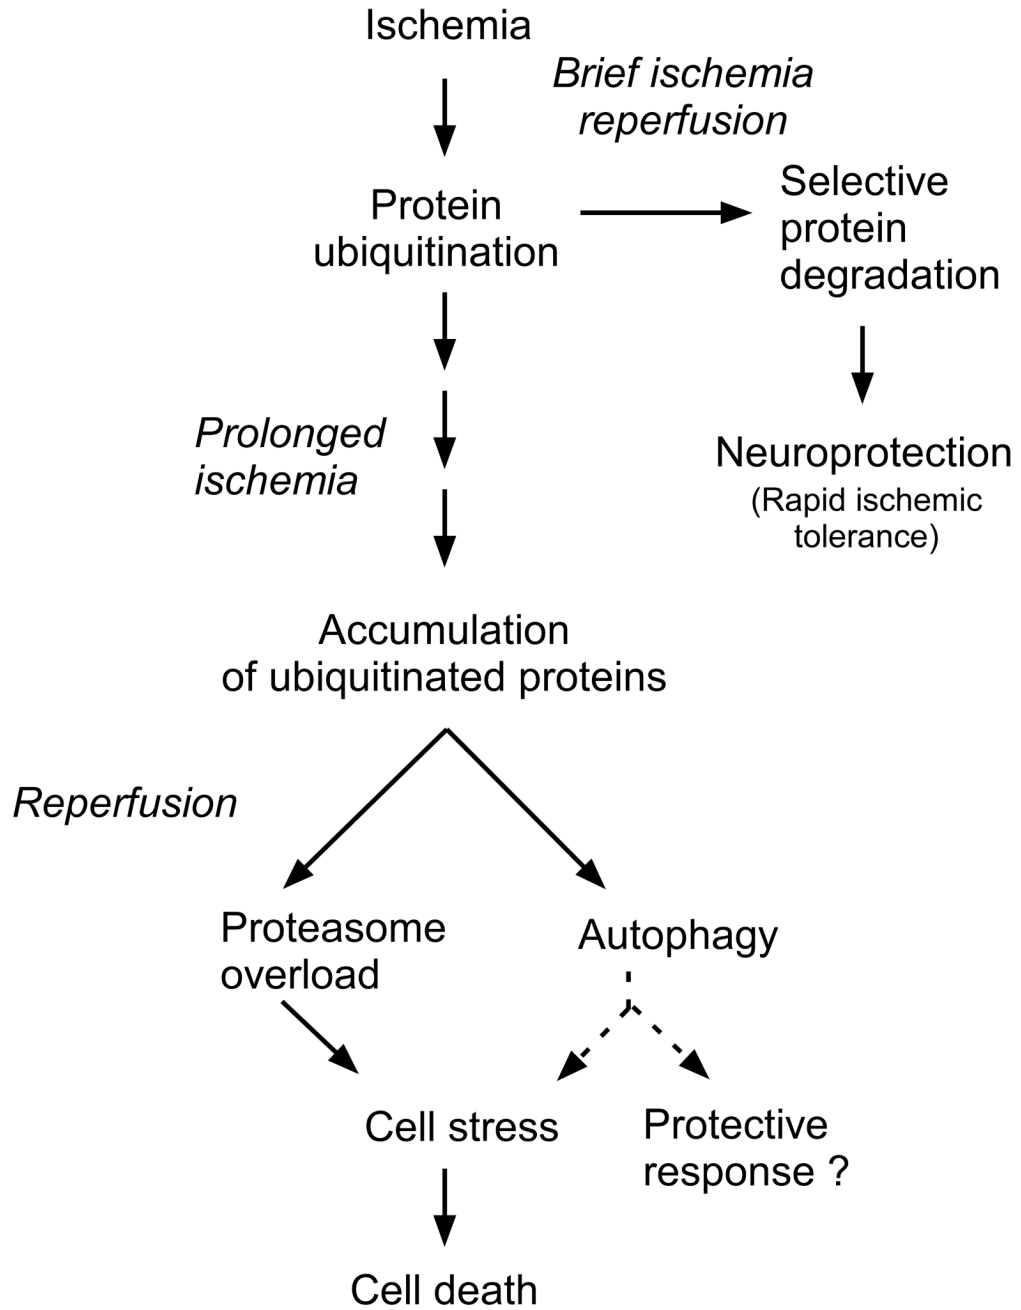 Ischemia
Brief ischemia
reperfusion
Protein
ubiquitination
Selective
protein
degradation
Prolonged
ischemia
Neuroprotection
(Rapid ischemic
tolerance)
Accumulation
of ubiquitinated proteins
Reperfusion
Proteasome
overload
Autophagy
Cell stress
Protective
response ?
Cell death